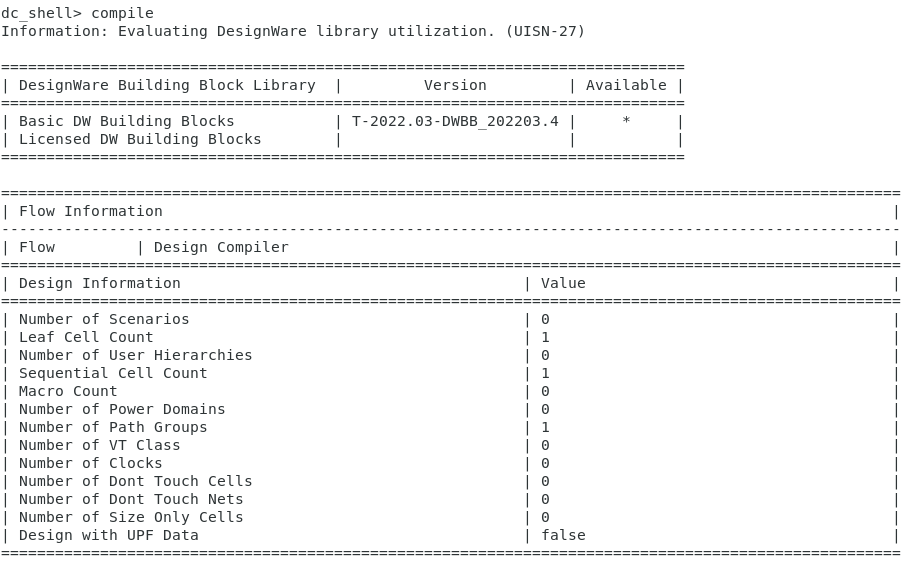 dc_shell> compile
Information: Evaluating DesignWare library utilization. (UISN-27)

============================================================================
| DesignWare Building Block Library  |         Version         | Available |
============================================================================
| Basic DW Building Blocks           | T-2022.03-DWBB_202203.4 |     *     |
| Licensed DW Building Blocks        |                         |           |
============================================================================

====================================================================================================
| Flow Information                                                                                 |
----------------------------------------------------------------------------------------------------
| Flow         | Design Compiler                                                                   |
====================================================================================================
| Design Information                                      | Value                                  |
====================================================================================================
| Number of Scenarios                                     | 0                                      |
| Leaf Cell Count                                         | 1                                      |
| Number of User Hierarchies                              | 0                                      |
| Sequential Cell Count                                   | 1                                      |
| Macro Count                                             | 0                                      |
| Number of Power Domains                                 | 0                                      |
| Number of Path Groups                                   | 1                                      |
| Number of VT Class                                      | 0                                      |
| Number of Clocks                                        | 0                                      |
| Number of Dont Touch Cells                              | 0                                      |
| Number of Dont Touch Nets                               | 0                                      |
| Number of Size Only Cells                               | 0                                      |
| Design with UPF Data                                    | false                                  |
====================================================================================================